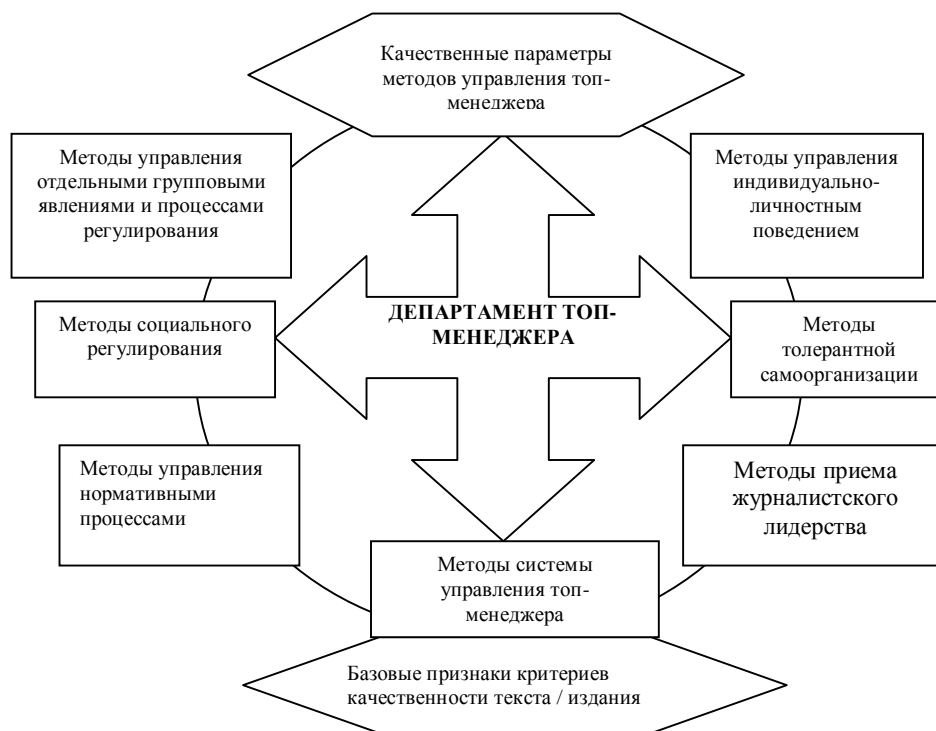 Качественные параметры
методов управления топ-
менеджера
Методы управления
отдельными групповыми
явлениями и процессами
регулирования
Методы управления
индивидуально-
личностным
поведением
Методы социального
регулирования
ДЕПАРТАМЕНТ ТОП-
МЕНЕДЖЕРА
Методы
толерантной
самоорганизации
Методы управления
нормативными
процессами
Методы приема
журналистского
лидерства
Методы системы
управления топ-
менеджера
Базовые признаки критериев
качественности текста / издания